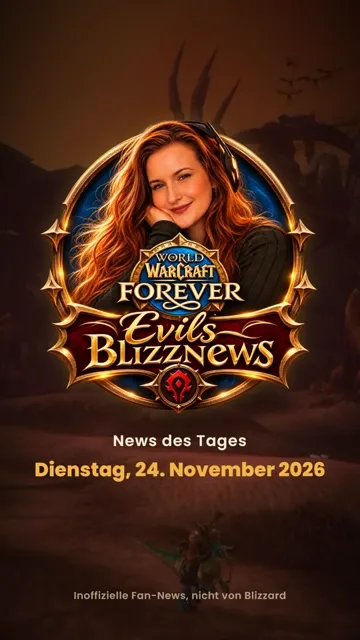 WORLD
WARCRAFT
FOREVER
Evils
BLIZZNEWS
News des Tages
Dienstag, 24. November 2026
Inoffizielle Fan-News, nicht von Blizzard